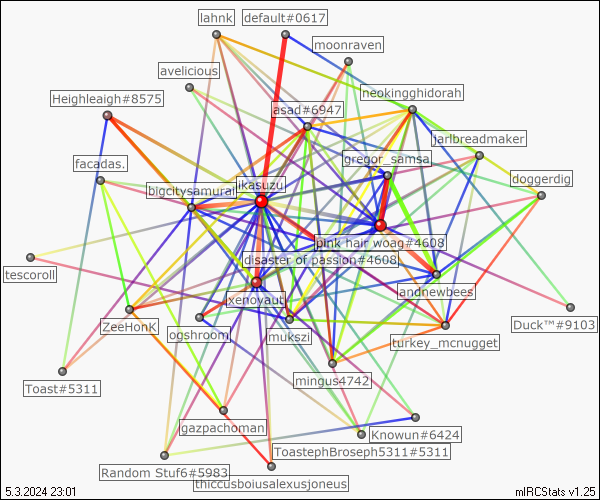 lahnk
default#0617
moonraven
avelicious
neokingghidorah
Heighleigh#8575
asad#6947
jarlbreadmaker
gregor_samsa
facadas.
doggerdig
ikasuzu
bigcitysamurai
pink hair woag#4608
disaster of passion#4608
tescoroll
xenoyaut
iandnewbees
ZeeHonk
ogshroom
mukszi
Duck™#9103
turkey_mcnugget
Toast#5311
mingus4742
gazpachoman
Knowun#6424
ToastephBroseph5311#5311
Random Stuf6#5983
thiccusboiusalexusjoneus
5.3.2024 23:01
mIRCStats v1.25